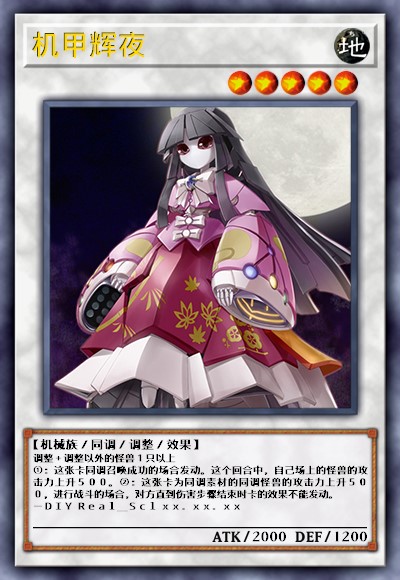 机甲辉夜
地
【机械族／同调／调整／效果】
调整＋调整以外的怪兽１只以上
①：这张卡同调召唤成功的场合发动。这个回合中，自己场上的怪兽的攻
击力上升５００。②：这张卡为同调素材的同调怪兽的攻击力上升５０
０，进行战斗的场合，对方直到伤害步骤结束时卡的效果不能发动。
－ＤＩＹ Ｒｅａｌ＿Ｓｃｌ ｘｘ．ｘｘ．ｘｘ
ATK/2000 DEF/1200